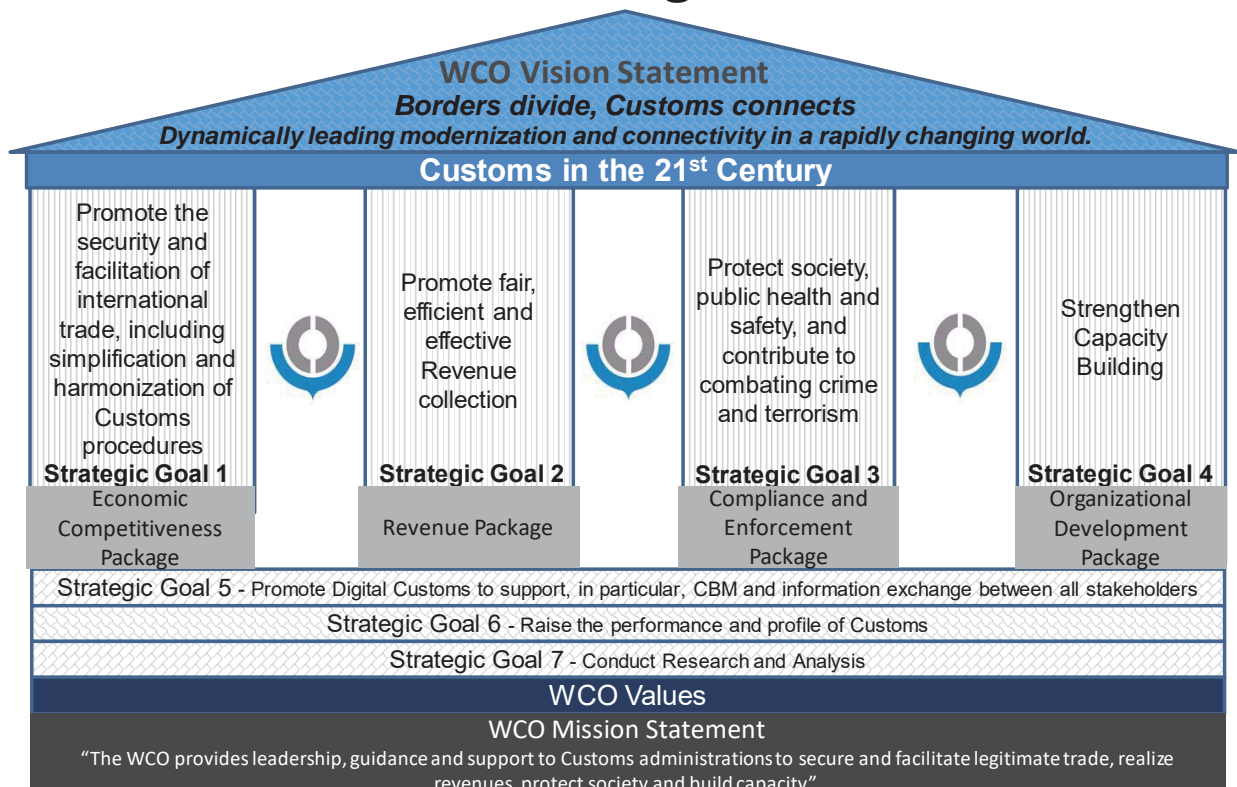 WCO Vision Statement
Borders divide, Customs connects
Dynamically leading modernization and connectivity in a rapidly changing world.
Customs in the 21st Century
Promote the
security and
facilitation of
international
trade, including
simplification and
harmonization of
Customs
procedures
Strategic Goal 1
Economic
Competitiveness
Package
Promote fair,
efficient and
effective
Revenue
collection
Strategic Goal 2
Revenue Package
Protect society,
public health and
safety, and
contribute to
combating crime
and terrorism
Strategic Goal 3
Compliance and
Enforcement
Package
Strengthen
Capacity
Building
Strategic Goal 4
Organizational
Development
Package
Strategic Goal 5 - Promote Digital Customs to support, in particular, CBM and information exchange between all stakeholders
Strategic Goal 6 - Raise the performance and profile of Customs
Strategic Goal 7 - Conduct Research and Analysis
WCO Values
WCO Mission Statement
“The WCO provides leadership, guidance and support to Customs administrations to secure and facilitate legitimate trade, realize
revenues, protect society and build capacity”